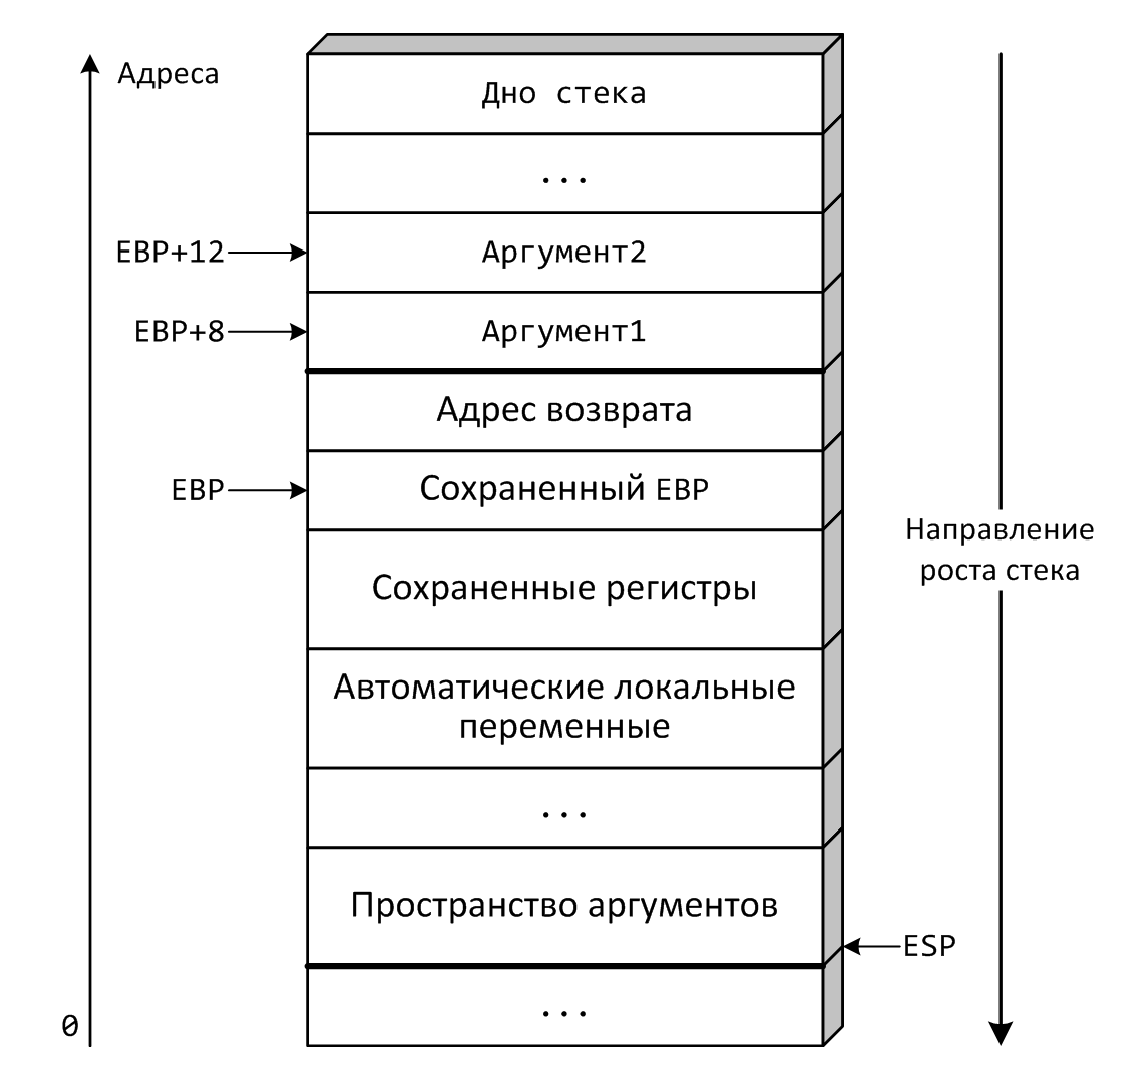 Адреса
Дно стека
...
EBP+12
Аргумент2
EBP+8
Аргумент1
Адрес возврата
EBP
Сохраненный EBP
Направление
роста стека
Сохраненные регистры
Автоматические локальные
переменные
...
Пространство аргументов
ESP
...
0